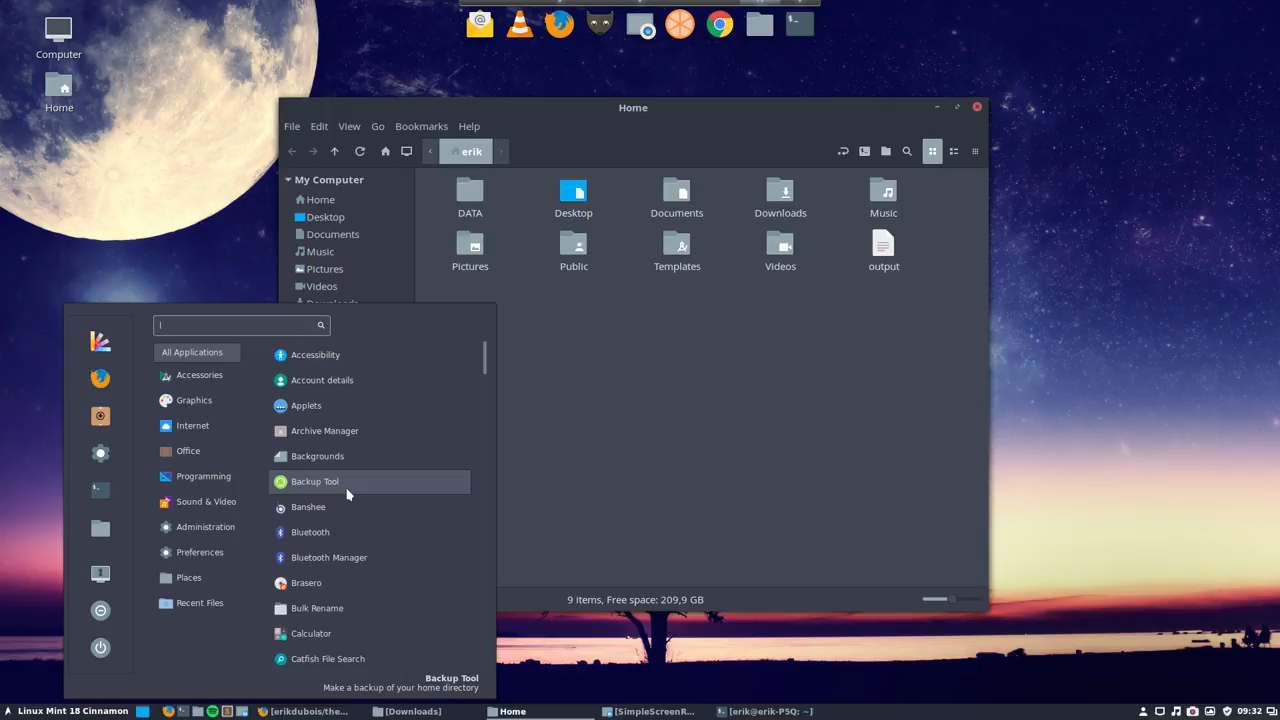 Computer
Home
Home
File Edit View Go Bookmarks Help
erik
My Computer
Home
Desktop
Documents
Music
Pictures
Videos
DATA Desktop Documents Downloads Music
Pictures Public Templates Videos output
9 items, Free space: 209,9 GB
All Applications
Accessories
Graphics
Internet
Office
Programming
Sound & Video
Administration
Preferences
Places
Recent Files
Accessibility
Account details
Applets
Archive Manager
Backgrounds
Backup Tool
Banshee
Bluetooth
Bluetooth Manager
Brasero
Bulk Rename
Calculator
Catfish File Search
Backup Tool
Make a backup of your home directory
Linux Mint 18 Cinnamon [erikdubois/the... [Downloads] Home [SimpleScreenR... [erik@erik-P5Q: ~] 09:32